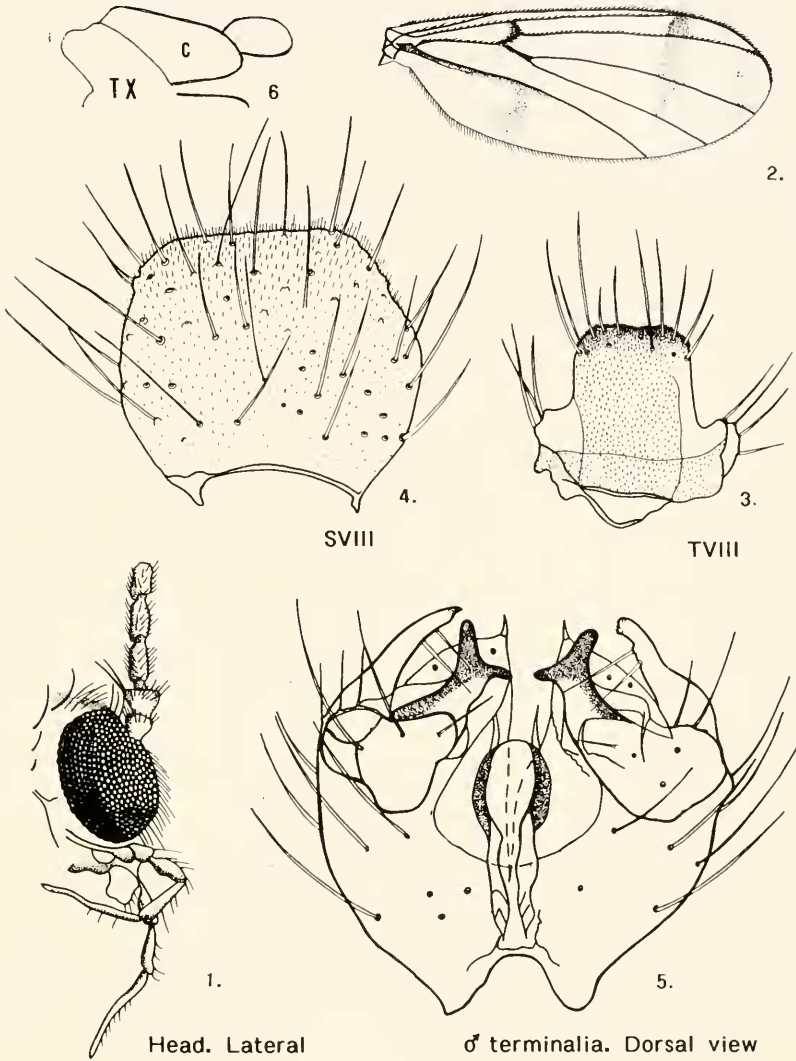 C
TX
6
2.
4.
3.
SVIII
TVIII
1.
5.
Head. Lateral
♂ terminalia. Dorsal view